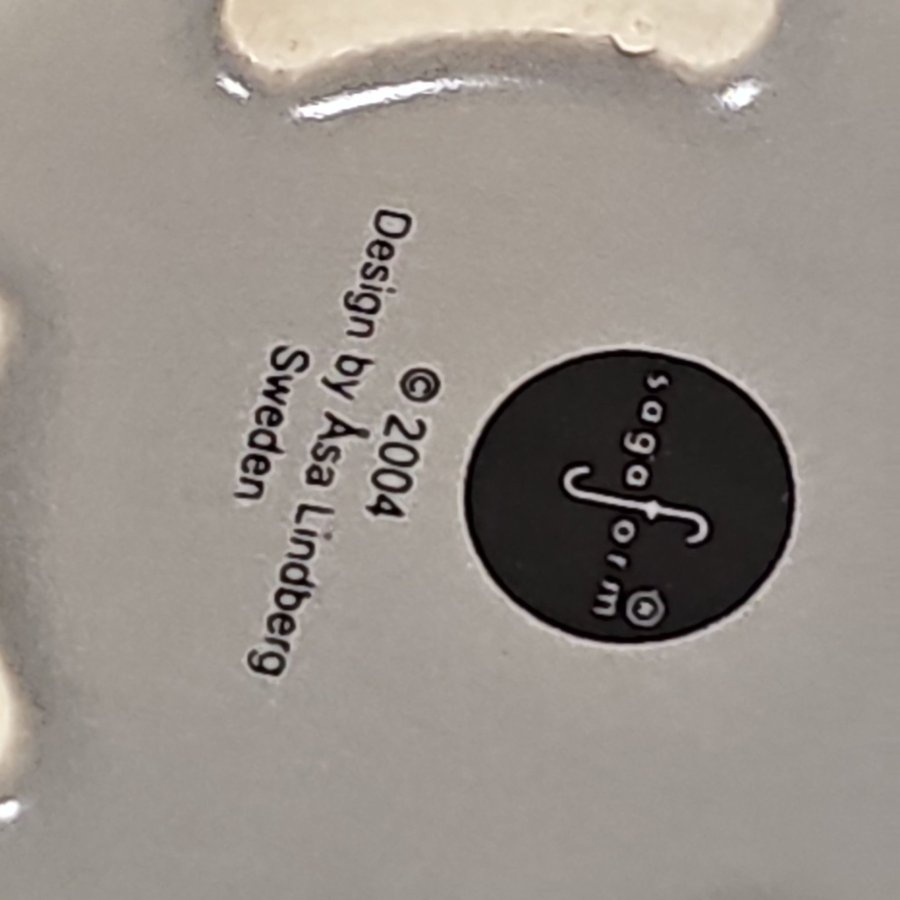 sagaform®
© 2004
Design by Åsa Lindberg
Sweden